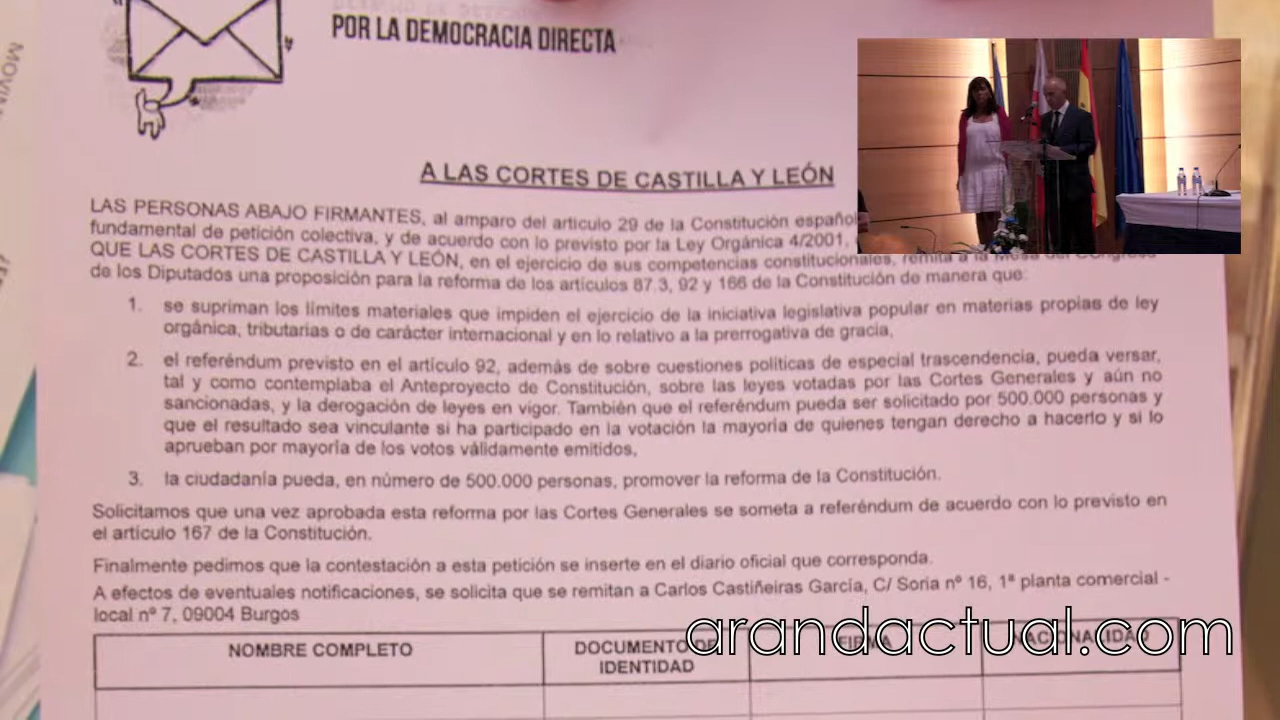 POR LA DEMOCRACIA DIRECTA
A LAS CORTES DE CASTILLA Y LEÓN
LAS PERSONAS ABAJO FIRMANTES, al amparo del artículo 29 de la Constitución español
fundamental de petición colectiva, y de acuerdo con lo previsto por la Ley Orgánica 4/2001,
QUE LAS CORTES DE CASTILLA Y LEÓN, en el ejercicio de sus competencias constitucionales, remita a la Mesa del Congreso
de los Diputados una proposición para la reforma de los artículos 87.3, 92 y 166 de la Constitución de manera que:
1. se supriman los límites materiales que impiden el ejercicio de la iniciativa legislativa popular en materias propias de ley
orgánica, tributarias o de carácter internacional y en lo relativo a la prerrogativa de gracia,
2. el referéndum previsto en el artículo 92, además de sobre cuestiones políticas de especial trascendencia, pueda versar,
tal y como contemplaba el Anteproyecto de Constitución, sobre las leyes votadas por las Cortes Generales y aún no
sancionadas, y la derogación de leyes en vigor. También que el referéndum pueda ser solicitado por 500.000 personas y
que el resultado sea vinculante si ha participado en la votación la mayoría de quienes tengan derecho a hacerlo y si lo
aprueban por mayoría de los votos válidamente emitidos,
3. la ciudadanía pueda, en número de 500.000 personas, promover la reforma de la Constitución.
Solicitamos que una vez aprobada esta reforma por las Cortes Generales se someta a referéndum de acuerdo con lo previsto en
el artículo 167 de la Constitución.
Finalmente pedimos que la contestación a esta petición se inserte en el diario oficial que corresponda.
A efectos de eventuales notificaciones, se solicita que se remitan a Carlos Castiñeiras García, C/ Soria nº 16, 1ª planta comercial -
local nº 7, 09004 Burgos
arandactual.com
NOMBRE COMPLETO DOCUMENTO DE FIRMA NACIONALIDAD
IDENTIDAD